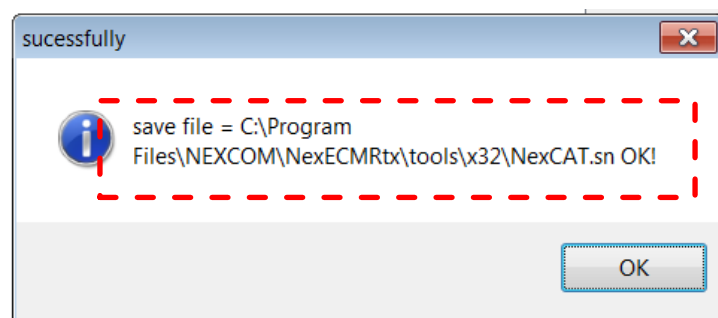 sucessfully
save file = C:\Program
Files\NEXCOM\NexECMRtx\tools\x32\NexCAT.sn OK!
OK